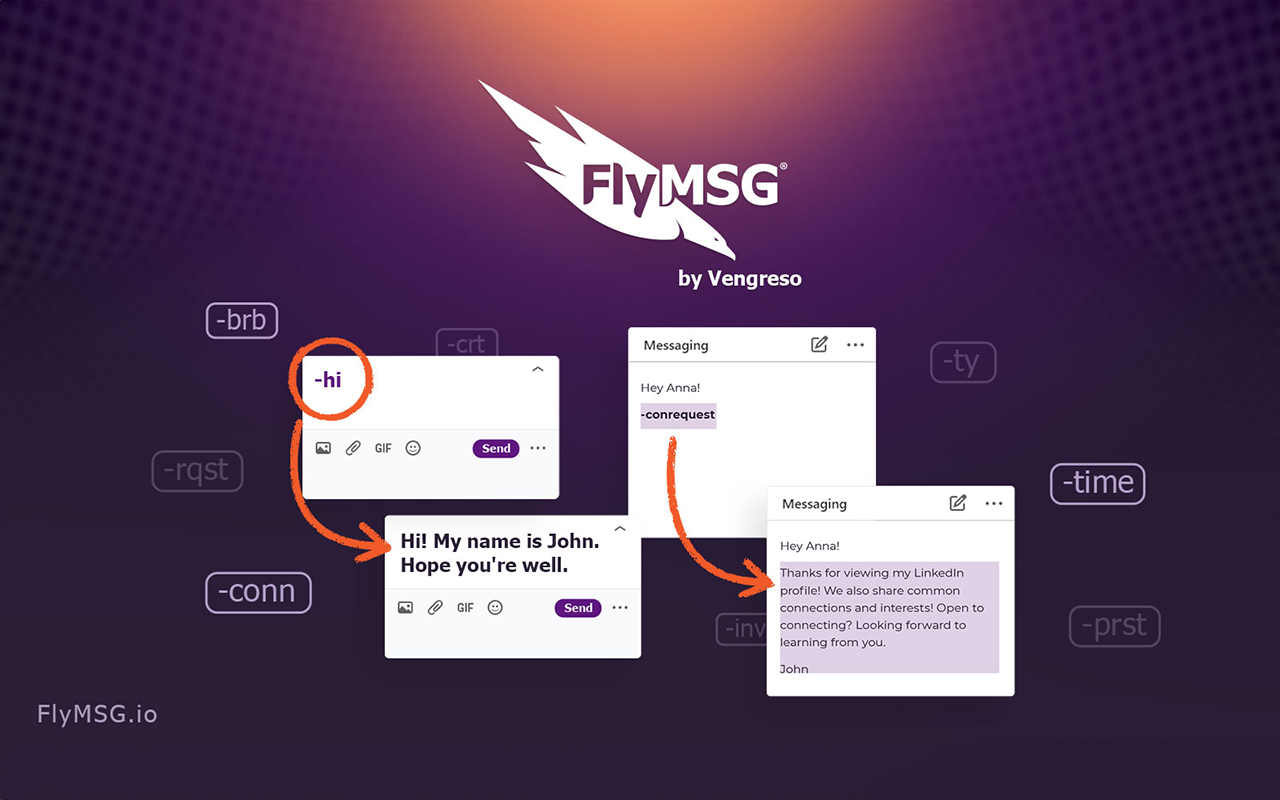 FlyMSG®
by Vengreso
-brb
-crt
-hi
GIF
Send
Hi! My name is John.
Hope you're well.
GIF
Send
Messaging
Hey Anna!
-conrequest
Messaging
Hey Anna!
Thanks for viewing my LinkedIn
profile! We also share common
connections and interests! Open to
connecting? Looking forward to
learning from you.
John
-ty
-rqst
-time
-conn
-inv
-prst
FlyMSG.io